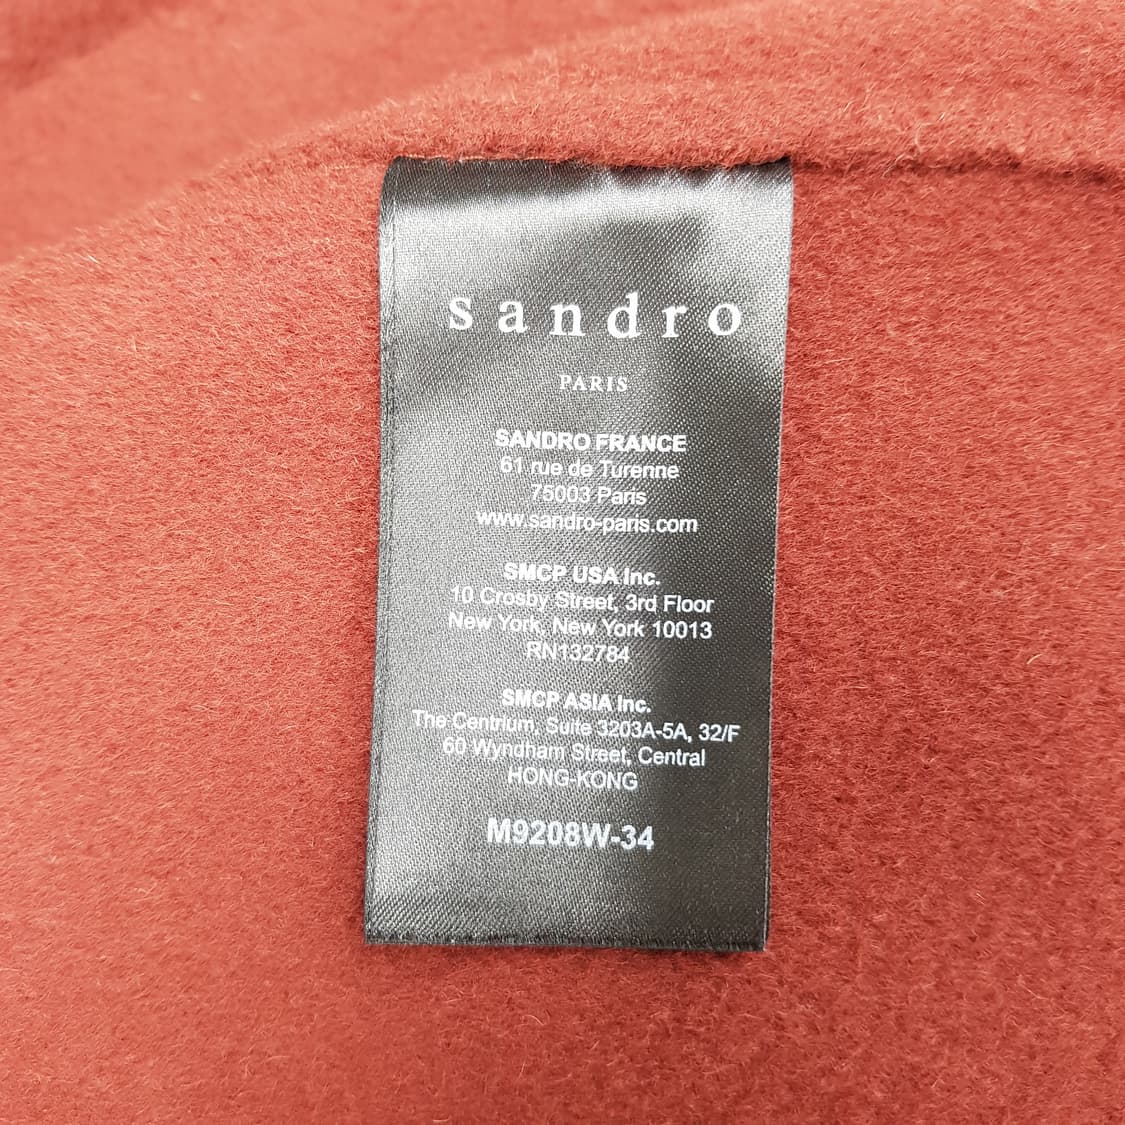 sandro
PARIS
SANDRO FRANCE
61 rue de Turenne
75003 Paris
www.sandro-paris.com
SMCP USA Inc.
10 Crosby Street, 3rd Floor
New York, New York 10013
RN132784
SMCP ASIA Inc.
The Centrium, Suite 3203A-5A, 32/F
60 Wyndham Street, Central
HONG-KONG
M9208W-34